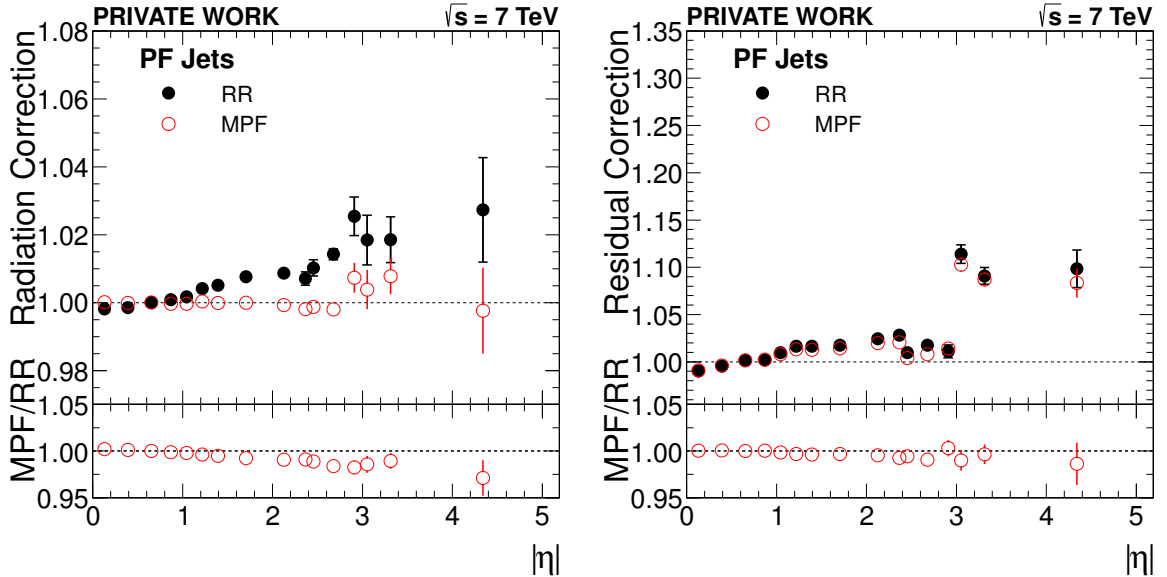 PRIVATE WORK √s = 7 TeV
PF Jets
RR
MPF
Radiation Correction
1.08
1.06
1.04
1.02
1.00
0.98
MPF/RR
1.05
1.00
0.95
0 1 2 3 4 5
|η|
PRIVATE WORK √s = 7 TeV
PF Jets
RR
MPF
Residual Correction
1.35
1.30
1.25
1.20
1.15
1.10
1.05
1.00
MPF/RR
1.05
1.00
0.95
0 1 2 3 4 5
|η|